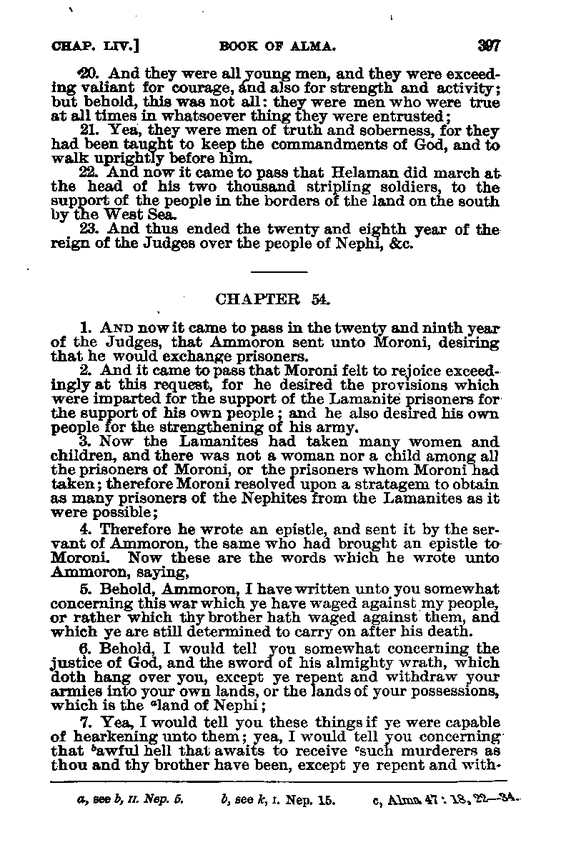 CHAP. LIV.] BOOK OF ALMA. 397
20. And they were all young men, and they were exceed-
ing valiant for courage, and also for strength and activity;
but behold, this was not all: they were men who were true
at all times in whatsoever thing they were entrusted;
21. Yea, they were men of truth and soberness, for they
had been taught to keep the commandments of God, and to
walk uprightly before him.
22. And now it came to pass that Helaman did march at
the head of his two thousand stripling soldiers, to the
support of the people in the borders of the land on the south
by the West Sea.
23. And thus ended the twenty and eighth year of the
reign of the Judges over the people of Nephi, &c.
CHAPTER 54.
1. AND now it came to pass in the twenty and ninth year
of the Judges, that Ammoron sent unto Moroni, desiring
that he would exchange prisoners.
2. And it came to pass that Moroni felt to rejoice exceed-
ingly at this request, for he desired the provisions which
were imparted for the support of the Lamanite prisoners for
the support of his own people; and he also desired his own
people for the strengthening of his army.
3. Now the Lamanites had taken many women and
children, and there was not a woman nor a child among all
the prisoners of Moroni, or the prisoners whom Moroni had
taken; therefore Moroni resolved upon a stratagem to obtain
as many prisoners of the Nephites from the Lamanites as it
were possible;
4. Therefore he wrote an epistle, and sent it by the ser-
vant of Ammoron, the same who had brought an epistle to
Moroni. Now these are the words which he wrote unto
Ammoron, saying,
5. Behold, Ammoron, I have written unto you somewhat
concerning this war which ye have waged against my people,
or rather which thy brother hath waged against them, and
which ye are still determined to carry on after his death.
6. Behold, I would tell you somewhat concerning the
justice of God, and the sword of his almighty wrath, which
doth hang over you, except ye repent and withdraw your
armies into your own lands, or the lands of your possessions,
which is the ᵃland of Nephi;
7. Yea, I would tell you these things if ye were capable
of hearkening unto them; yea, I would tell you concerning
that ᵇawful hell that awaits to receive ᶜsuch murderers as
thou and thy brother have been, except ye repent and with-
a, see b, II. Nep. 5. b, see k, I. Nep. 15. c, Alma 47: 18, 22—34.